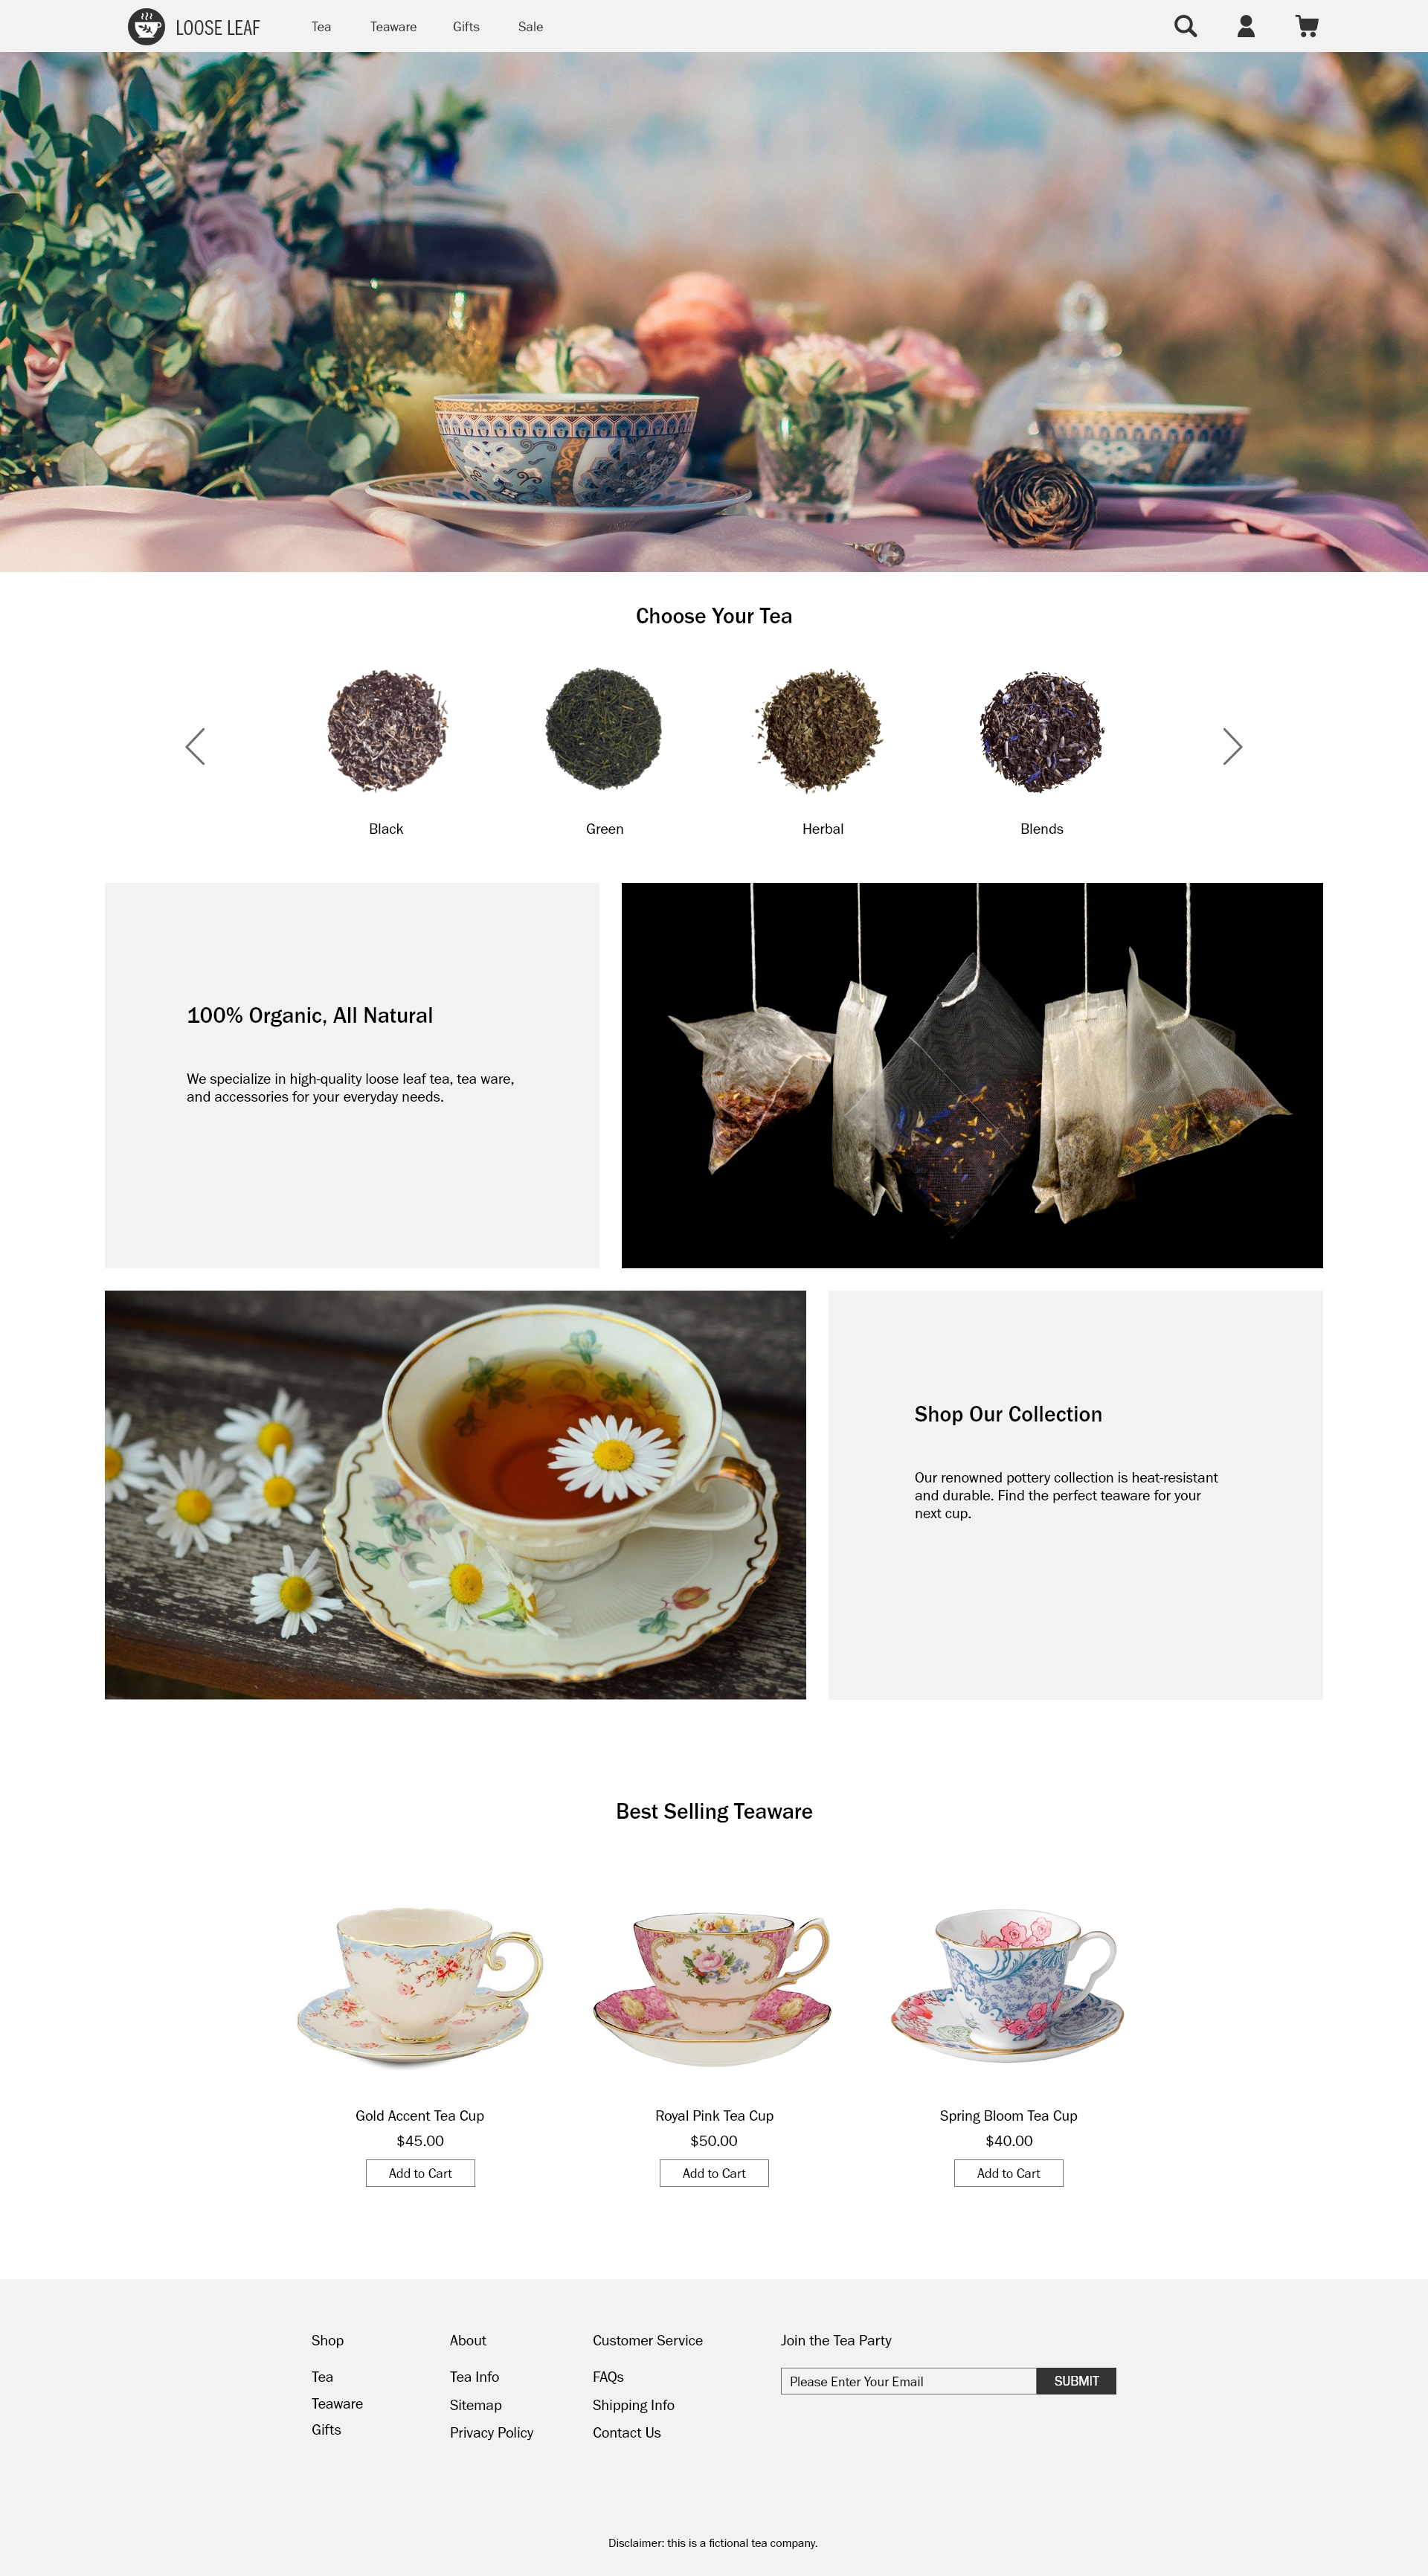 LOOSE LEAF
Tea
Teaware
Gifts
Sale
Choose Your Tea
Black
Green
Herbal
Blends
100% Organic, All Natural
We specialize in high-quality loose leaf tea, tea ware,
and accessories for your everyday needs.
Shop Our Collection
Our renowned pottery collection is heat-resistant
and durable. Find the perfect teaware for your
next cup.
Best Selling Teaware
Gold Accent Tea Cup
$45.00
Add to Cart
Royal Pink Tea Cup
$50.00
Add to Cart
Spring Bloom Tea Cup
$40.00
Add to Cart
Shop
Tea
Teaware
Gifts
About
Tea Info
Sitemap
Privacy Policy
Customer Service
FAQs
Shipping Info
Contact Us
Join the Tea Party
Please Enter Your Email
SUBMIT
Disclaimer: this is a fictional tea company.